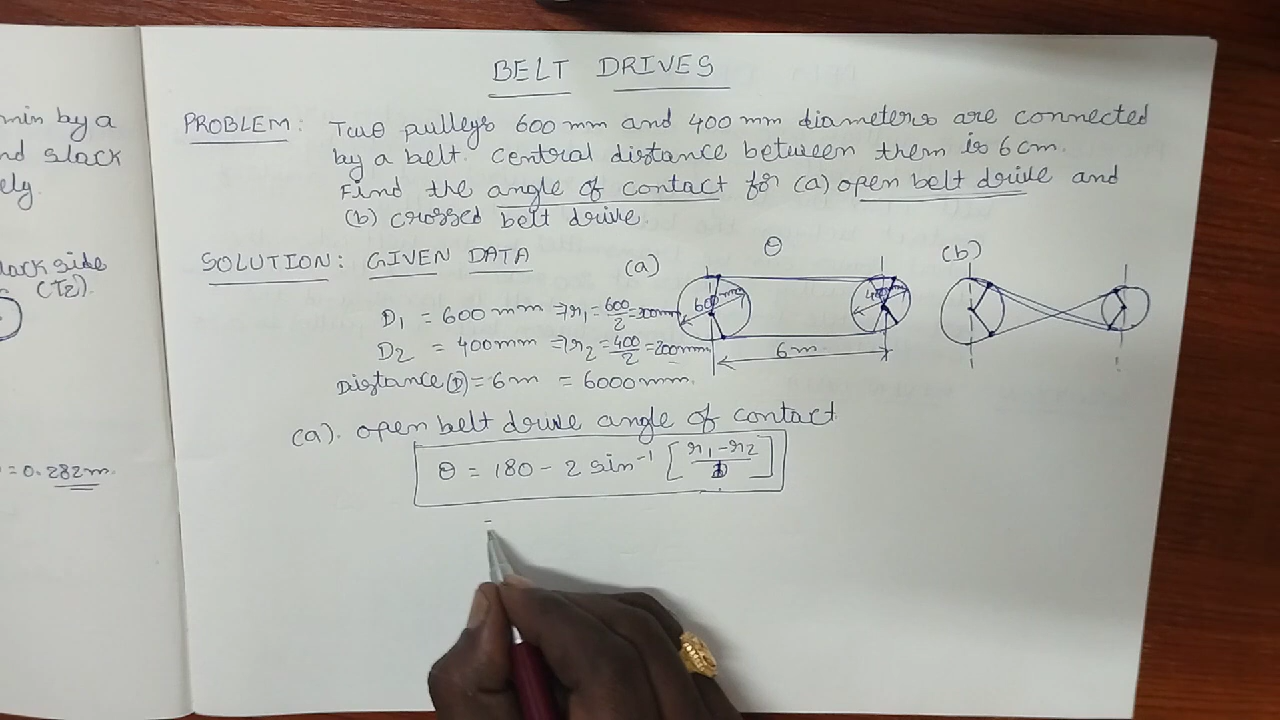 min by a
nd slack
ely.
lack side
(T2).
= 0.282m.
BELT DRIVES
PROBLEM: Two pulleys 600 mm and 400 mm diameters are connected
by a belt. Central distance between them is 6 cm.
Find the angle of contact for (a) open belt drive and
(b) crossed belt drive.
SOLUTION: GIVEN DATA
D1 = 600 mm ⇒ r1 = 600/2 = 300mm
D2 = 400mm ⇒ r2 = 400/2 = 200mm
Distance (D) = 6m = 6000mm.
(a) θ (b)
600 mm
6m
(a). open belt drive angle of contact
θ = 180 - 2 sin⁻¹ [r1 - r2 / D]